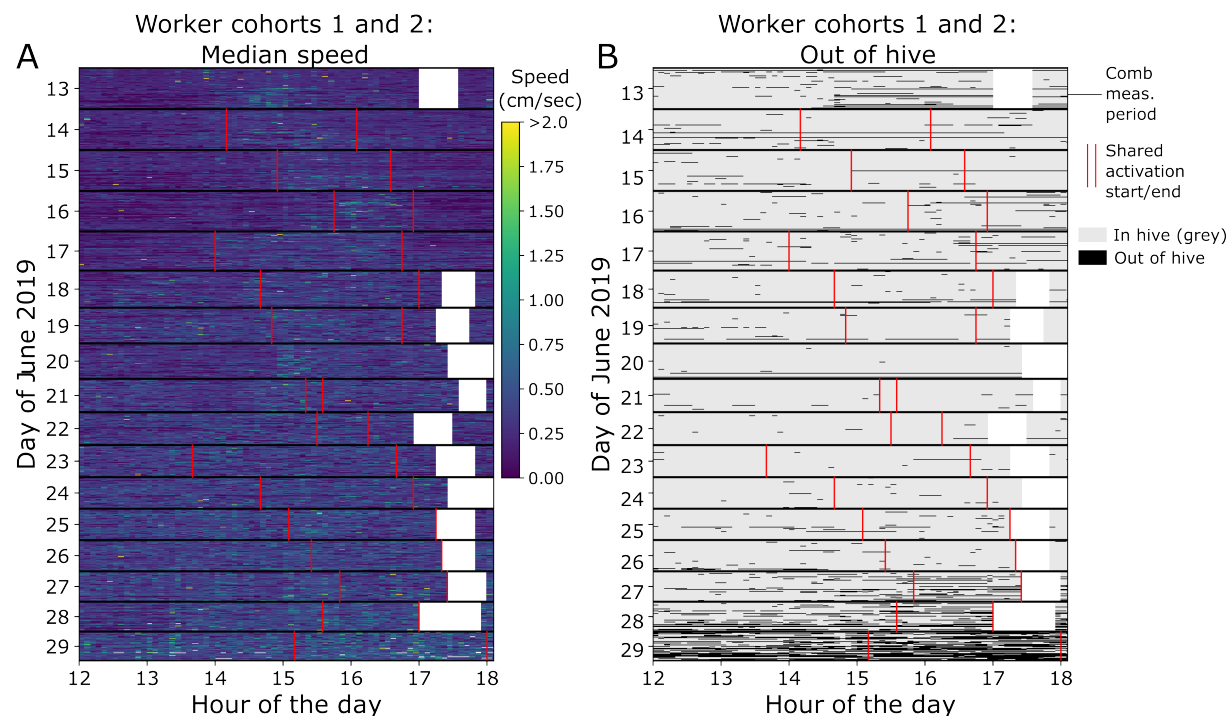 Worker cohorts 1 and 2:
Median speed
A
Speed
(cm/sec)
>2.0
1.75
1.50
1.25
1.00
0.75
0.50
0.25
0.00
Day of June 2019
13
14
15
16
17
18
19
20
21
22
23
24
25
26
27
28
29
12
13
14
15
16
17
18
Hour of the day
Worker cohorts 1 and 2:
Out of hive
B
Comb
meas.
period
Shared
activation
start/end
In hive (grey)
Out of hive
Day of June 2019
13
14
15
16
17
18
19
20
21
22
23
24
25
26
27
28
29
12
13
14
15
16
17
18
Hour of the day